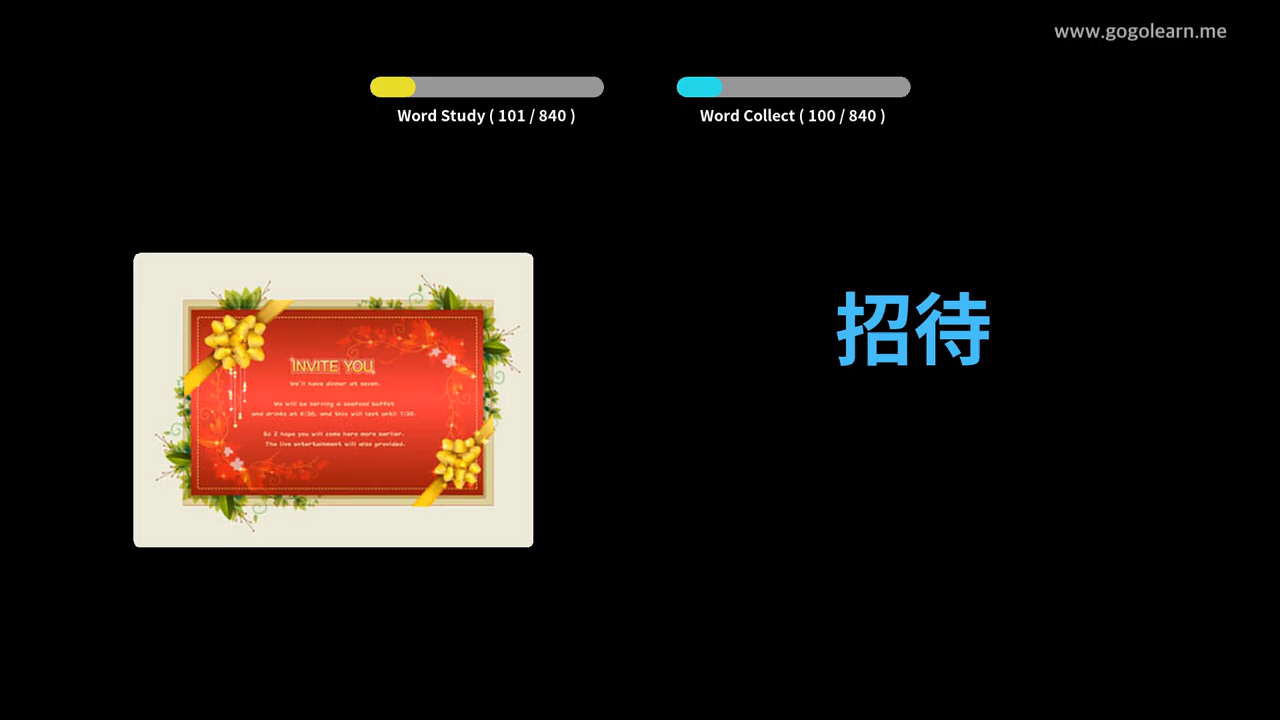 www.gogolearn.me
Word Study ( 101 / 840 )
Word Collect ( 100 / 840 )
招待
INVITE YOU
We'll have dinner at seven.
We will be serving a seafood buffet
and drinks at 6:30, and this will last until 7:30.
So I hope you will come here more earlier.
The live entertainment will also provided.